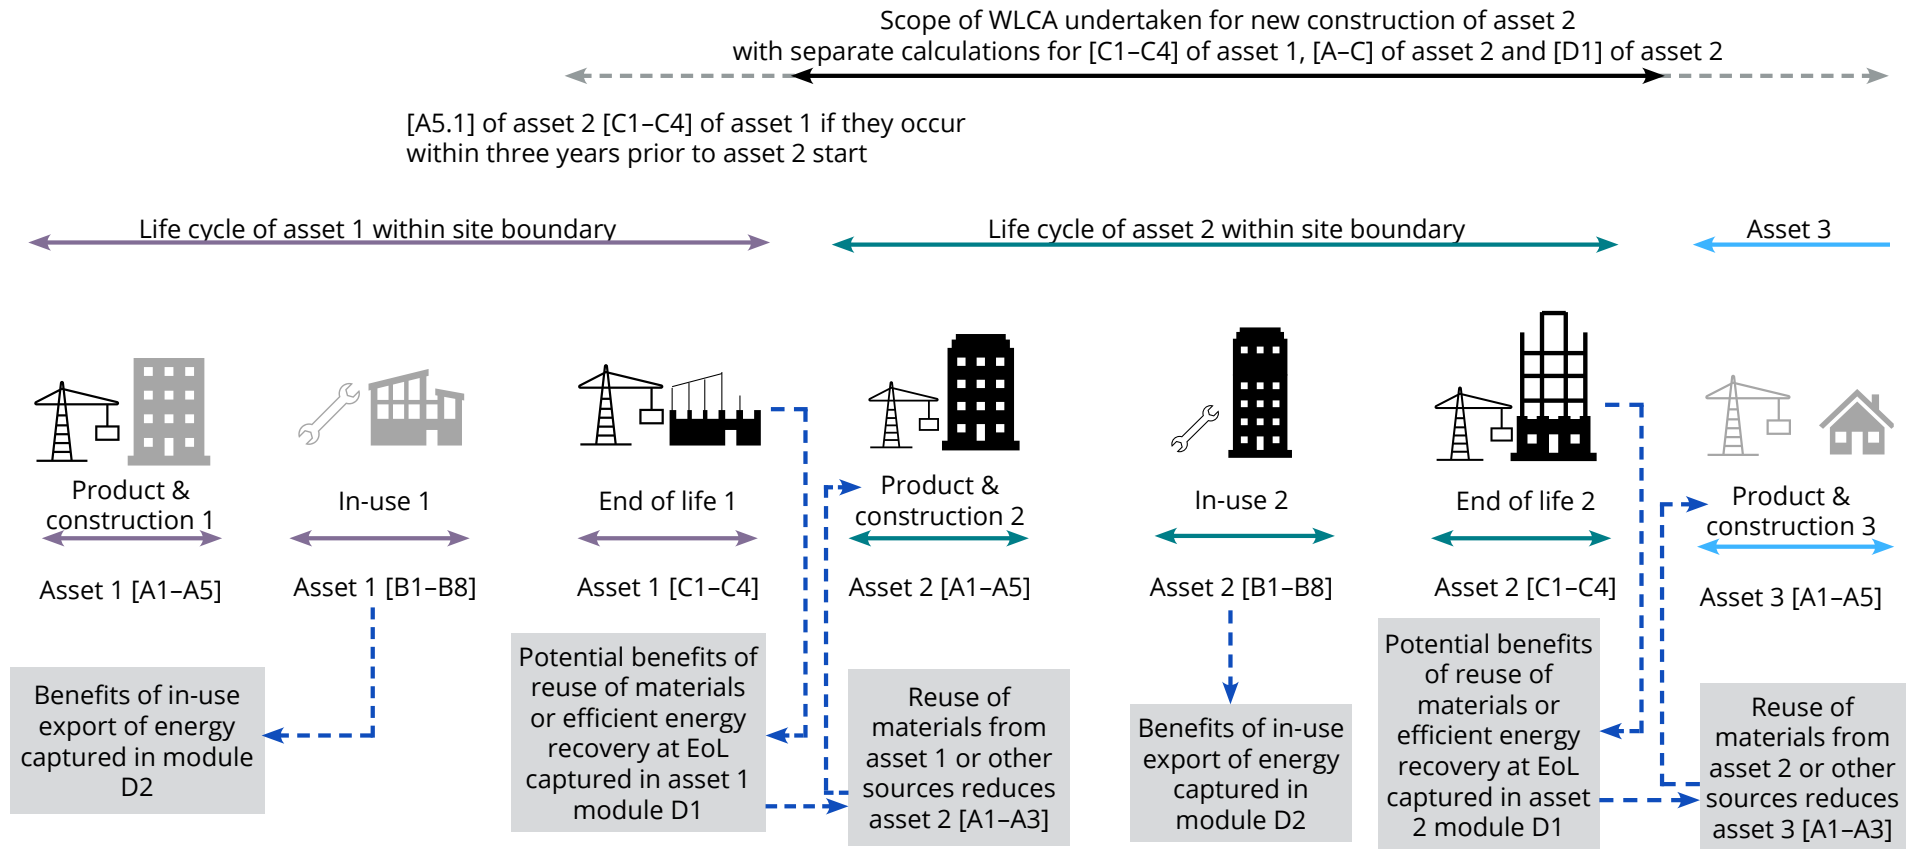 Scope of WLCA undertaken for new construction of asset 2
with separate calculations for [C1–C4] of asset 1, [A–C] of asset 2 and [D1] of asset 2
[A5.1] of asset 2 [C1–C4] of asset 1 if they occur
within three years prior to asset 2 start
Life cycle of asset 1 within site boundary
Life cycle of asset 2 within site boundary
Asset 3
Product &
construction 1
In-use 1
End of life 1
Product &
construction 2
In-use 2
End of life 2
Product &
construction 3
Asset 1 [A1–A5]
Asset 1 [B1–B8]
Asset 1 [C1–C4]
Asset 2 [A1–A5]
Asset 2 [B1–B8]
Asset 2 [C1–C4]
Asset 3 [A1–A5]
Benefits of in-use
export of energy
captured in module
D2
Potential benefits of
reuse of materials
or efficient energy
recovery at EoL
captured in asset 1
module D1
Reuse of
materials from
asset 1 or other
sources reduces
asset 2 [A1–A3]
Benefits of in-use
export of energy
captured in
module D2
Potential benefits
of reuse of
materials or
efficient energy
recovery at EoL
captured in asset
2 module D1
Reuse of
materials from
asset 2 or other
sources reduces
asset 3 [A1–A3]